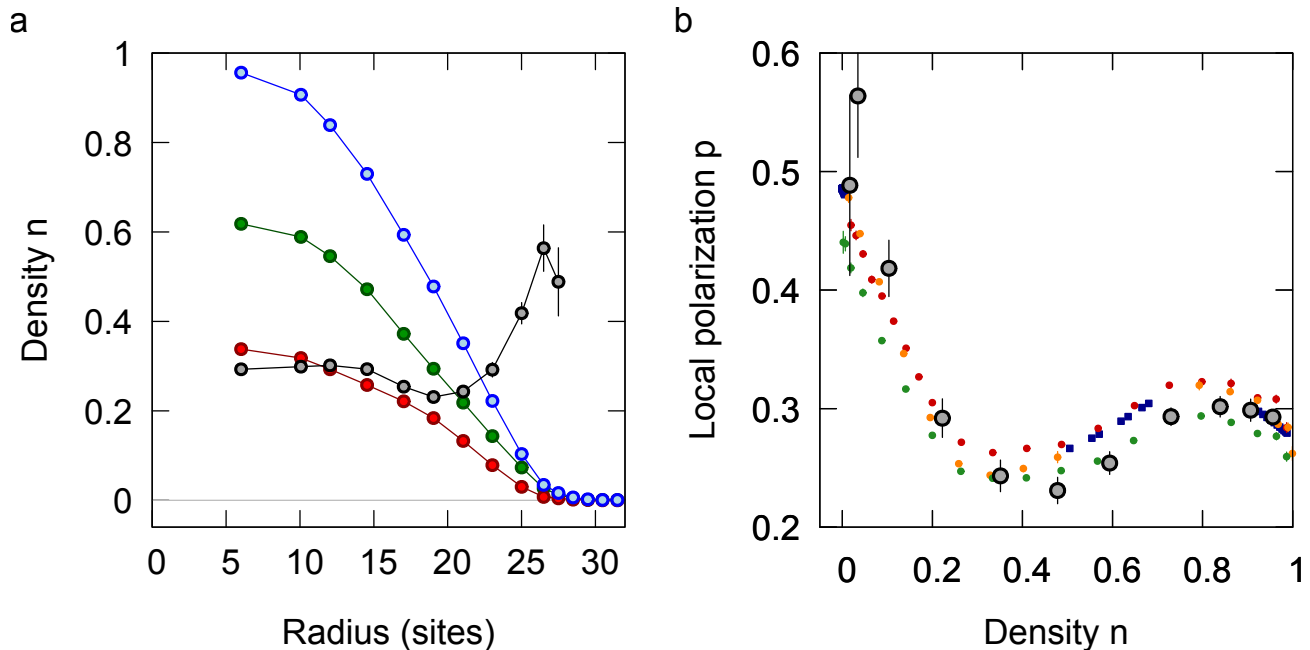 a
1
0.8
0.6
0.4
0.2
0
Density n
0 5 10 15 20 25 30
Radius (sites)
b
0.6
0.5
0.4
0.3
0.2
Local polarization p
0 0.2 0.4 0.6 0.8 1
Density n